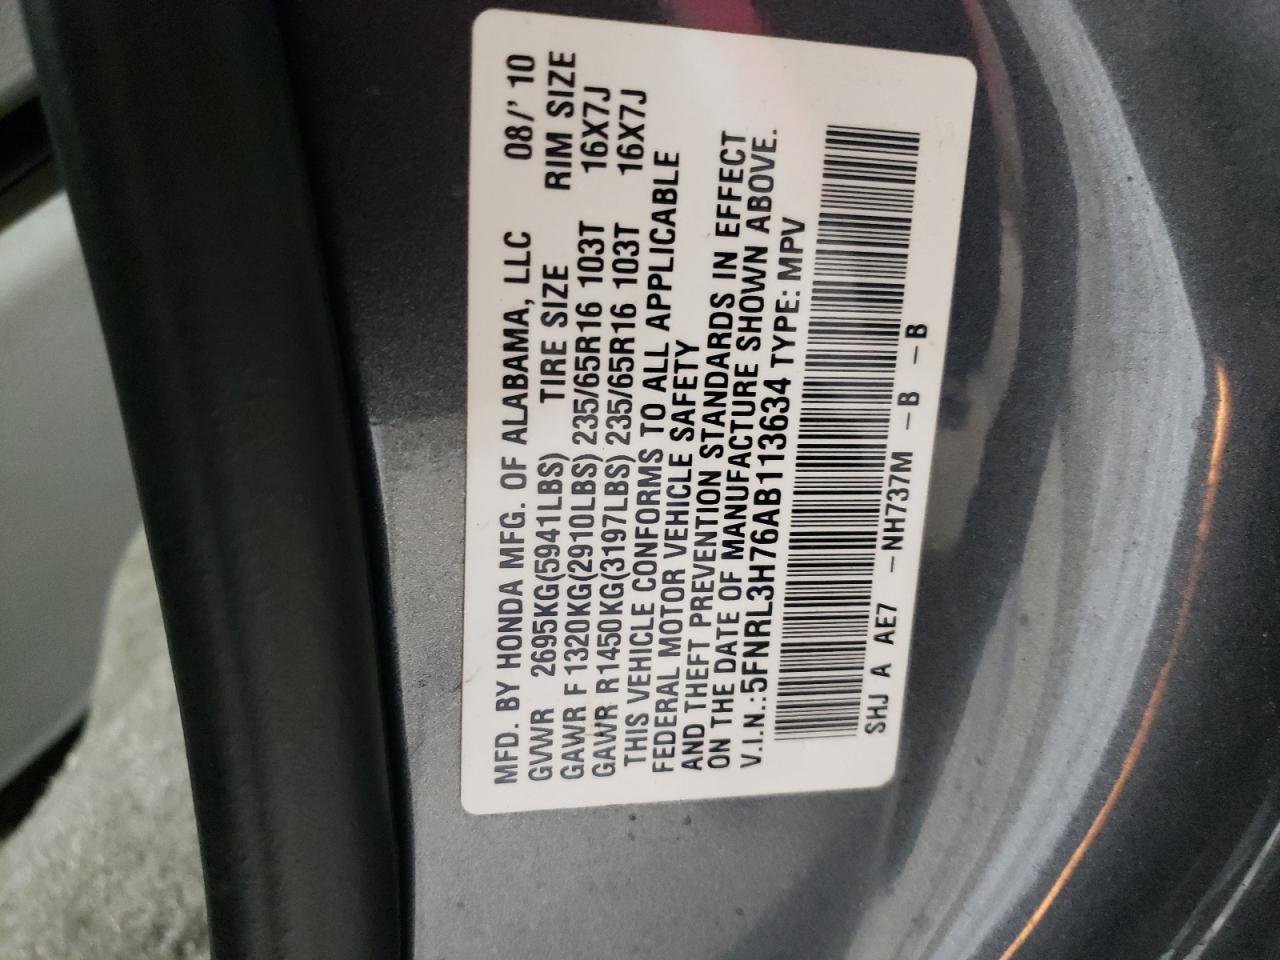 MFD. BY HONDA MFG. OF ALABAMA, LLC 08/' 10
GVWR 2695KG(5941LBS) TIRE SIZE RIM SIZE
GAWR F 1320KG(2910LBS) 235/65R16 103T 16X7J
GAWR R1450KG(3197LBS) 235/65R16 103T 16X7J
THIS VEHICLE CONFORMS TO ALL APPLICABLE
FEDERAL MOTOR VEHICLE SAFETY
AND THEFT PREVENTION STANDARDS IN EFFECT
ON THE DATE OF MANUFACTURE SHOWN ABOVE.
V.I.N.:5FNRL3H76AB113634 TYPE: MPV
SHJ A AE7 -NH737M -B -B